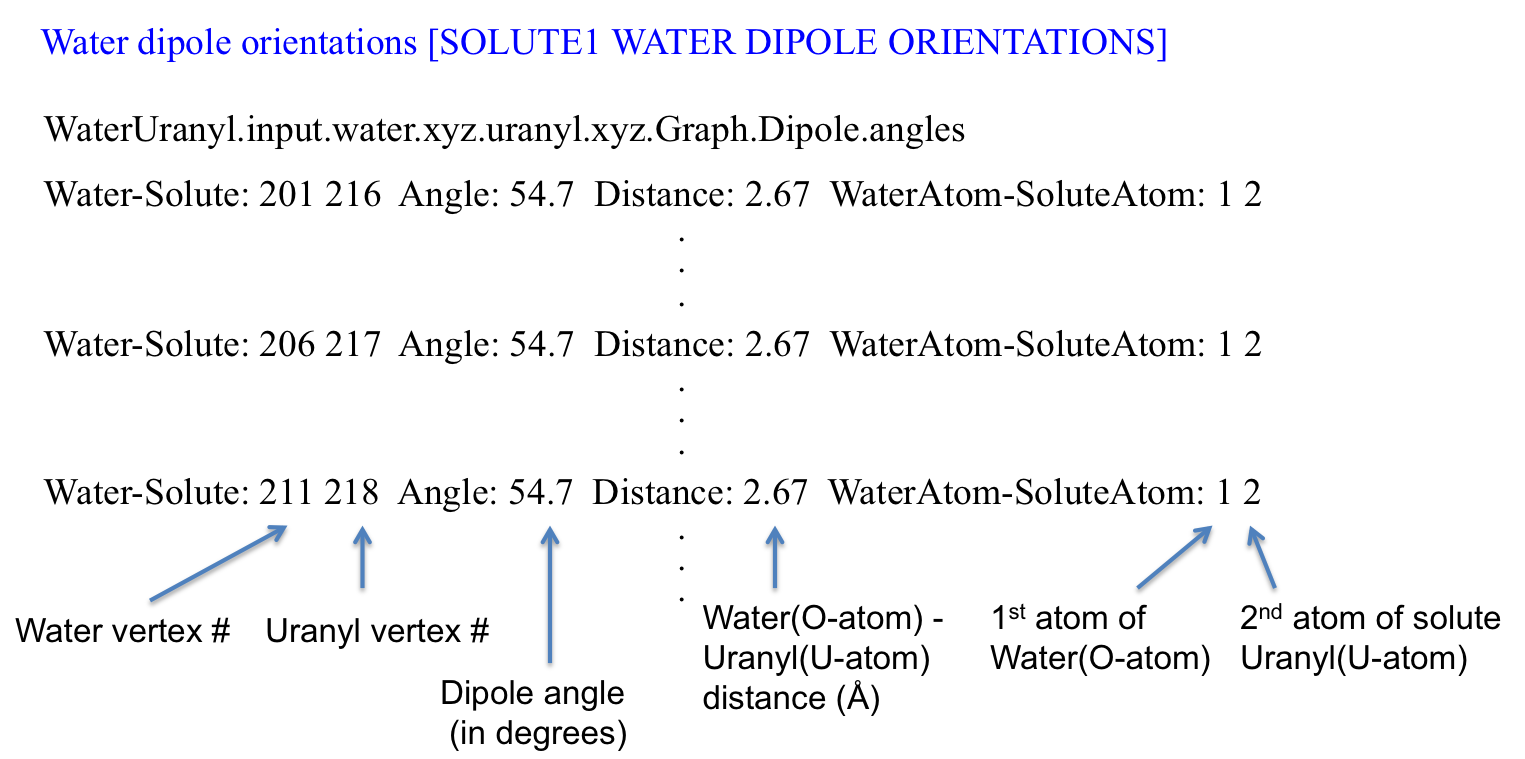 Water dipole orientations [SOLUTE1 WATER DIPOLE ORIENTATIONS]
WaterUranyl.input.water.xyz.uranyl.xyz.Graph.Dipole.angles
Water-Solute: 201 216 Angle: 54.7 Distance: 2.67 WaterAtom-SoluteAtom: 1 2
.
.
.
Water-Solute: 206 217 Angle: 54.7 Distance: 2.67 WaterAtom-SoluteAtom: 1 2
.
.
.
Water-Solute: 211 218 Angle: 54.7 Distance: 2.67 WaterAtom-SoluteAtom: 1 2
.
.
.
Water vertex #
Uranyl vertex #
Dipole angle
(in degrees)
Water(O-atom) -
Uranyl(U-atom)
distance (Å)
1st atom of
Water(O-atom)
2nd atom of solute
Uranyl(U-atom)